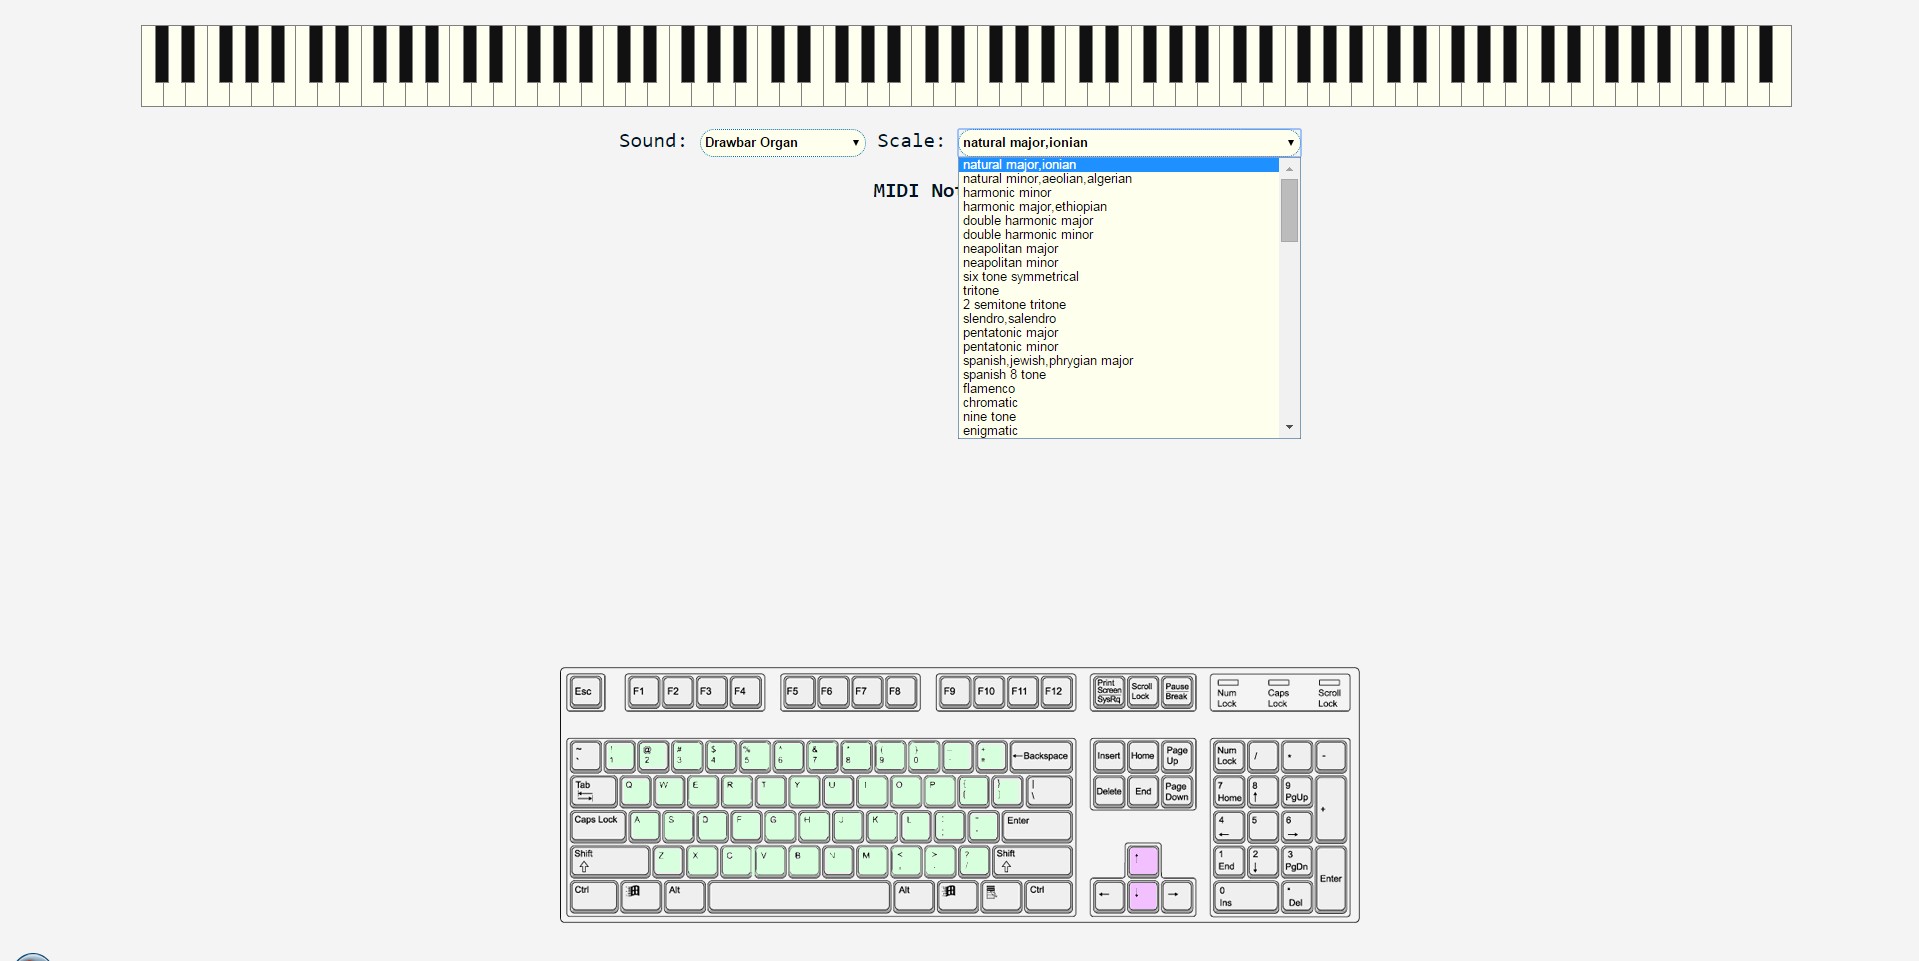 Sound: Drawbar Organ Scale: natural major,ionian
natural major,ionian
natural minor,aeolian,algerian
MIDI No
harmonic minor
harmonic major,ethiopian
double harmonic major
double harmonic minor
neapolitan major
neapolitan minor
six tone symmetrical
tritone
2 semitone tritone
slendro,salendro
pentatonic major
pentatonic minor
spanish,jewish,phrygian major
spanish 8 tone
flamenco
chromatic
nine tone
enigmatic
Esc F1 F2 F3 F4 F5 F6 F7 F8 F9 F10 F11 F12 Print Screen SysRq Scroll Lock Pause Break Num Lock Caps Lock Scroll Lock
~ ! @ # $ % ^ & * ( ) ←Backspace Insert Home Page Up Num Lock / * -
` 1 2 3 4 5 6 7 8 9 0
Tab Q W E R T Y U I O P { } | \ Delete End Page Down 7 Home 8 ↑ 9 PgUp +
Caps Lock A S D F G H J K L : ; " Enter 4 ← 5 6 →
Shift Z X C V B N M < , > . ? / Shift ↑ 1 End 2 ↓ 3 PgDn Enter
Ctrl Alt Alt Ctrl ← ↓ → 0 Ins . Del